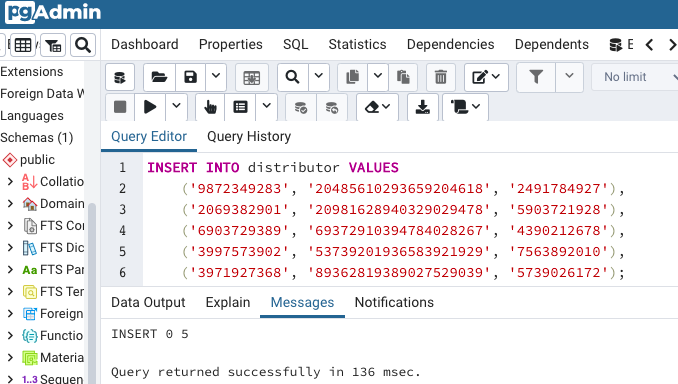 pgAdmin
Dashboard Properties SQL Statistics Dependencies Dependents
No limit
Extensions
Foreign Data W
Languages
Schemas (1)
public
Collatio
Domain
FTS Co
FTS Dic
Aa FTS Par
FTS Ter
Foreign
Functio
Materia
1..3 Sequen
Query Editor Query History
1 INSERT INTO distributor VALUES
2 ('9872349283', '20485610293659204618', '2491784927'),
3 ('2069382901', '20981628940329029478', '5903721928'),
4 ('6903729389', '69372910394784028267', '4390212678'),
5 ('3997573902', '53739201936583921929', '7563892010'),
6 ('3971927368', '89362819389027529039', '5739026172');
Data Output Explain Messages Notifications
INSERT 0 5
Query returned successfully in 136 msec.